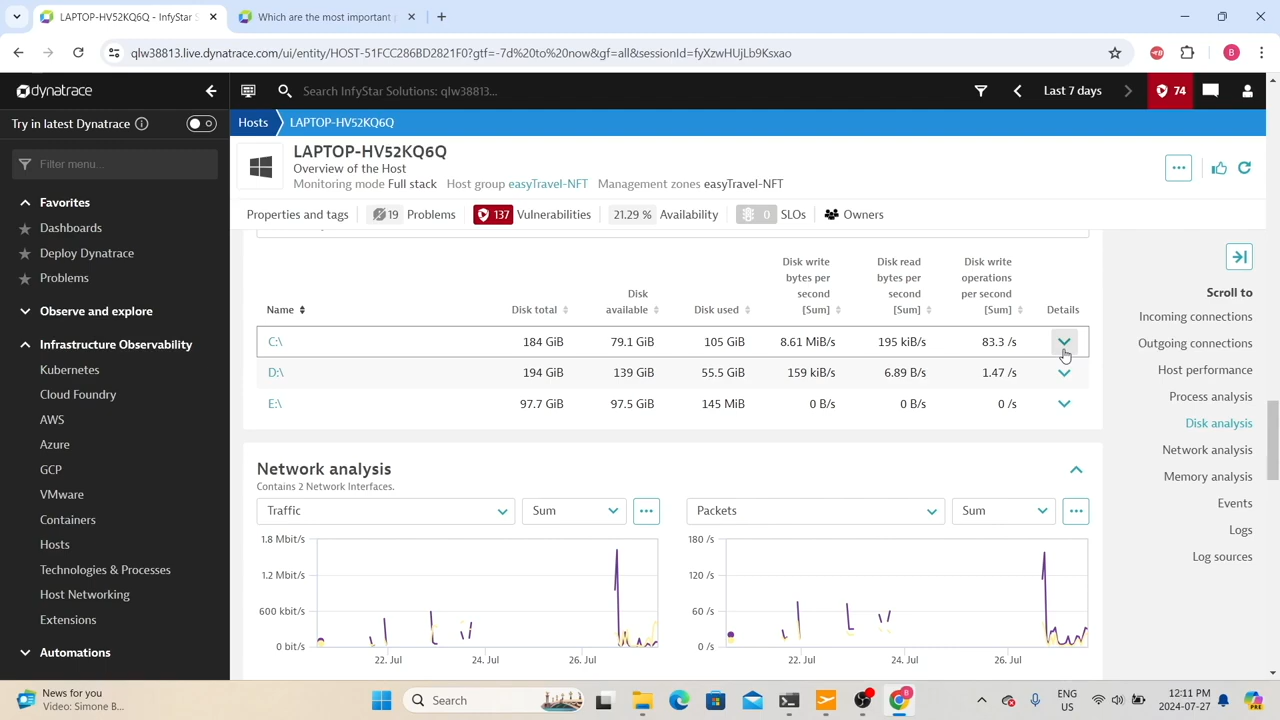 LAPTOP-HV52KQ6Q - InfyStar S
Which are the most important
qlw38813.live.dynatrace.com/ui/entity/HOST-51FCC286BD2821F0?gtf=-7d%20to%20now&gf=all&sessionId=fyXzwHUjLb9Ksxao
B
dynatrace
Search InfyStar Solutions: qlw38813...
Last 7 days
74
Try in latest Dynatrace
Hosts
LAPTOP-HV52KQ6Q
Filter menu...
LAPTOP-HV52KQ6Q
Overview of the Host
Monitoring mode Full stack Host group easyTravel-NFT Management zones easyTravel-NFT
Properties and tags 19 Problems 137 Vulnerabilities 21.29 % Availability 0 SLOs Owners
Favorites
Dashboards
Deploy Dynatrace
Problems
Observe and explore
Infrastructure Observability
Kubernetes
Cloud Foundry
AWS
Azure
GCP
VMware
Containers
Hosts
Technologies & Processes
Host Networking
Extensions
Automations
Name
Disk total
Disk
available
Disk used
Disk write
bytes per
second
[Sum]
Disk read
bytes per
second
[Sum]
Disk write
operations
per second
[Sum]
Details
C:\ 184 GiB 79.1 GiB 105 GiB 8.61 MiB/s 195 kiB/s 83.3 /s
D:\ 194 GiB 139 GiB 55.5 GiB 159 kiB/s 6.89 B/s 1.47 /s
E:\ 97.7 GiB 97.5 GiB 145 MiB 0 B/s 0 B/s 0 /s
Network analysis
Contains 2 Network Interfaces.
Traffic Sum
Packets Sum
1.8 Mbit/s
1.2 Mbit/s
600 kbit/s
0 bit/s
22. Jul 24. Jul 26. Jul
180 /s
120 /s
60 /s
0 /s
22. Jul 24. Jul 26. Jul
Scroll to
Incoming connections
Outgoing connections
Host performance
Process analysis
Disk analysis
Network analysis
Memory analysis
Events
Logs
Log sources
News for you
Video: Simone B...
Search
B
ENG
US
12:11 PM
2024-07-27
PRE